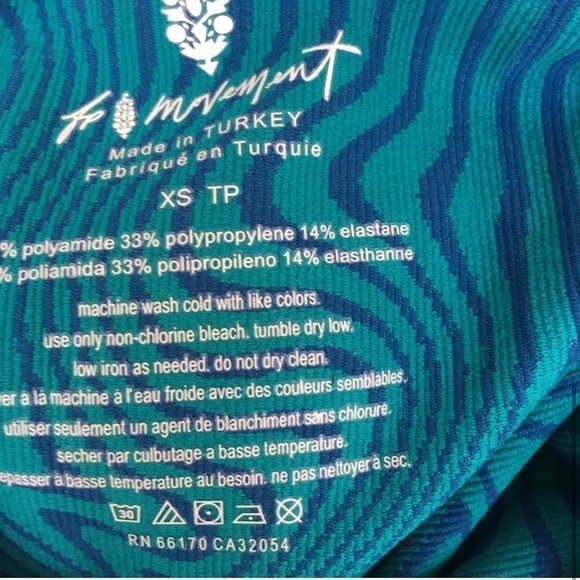 fp movement
Made in TURKEY
Fabriqué en Turquie
XS TP
% polyamide 33% polypropylene 14% elastane
% poliamida 33% polipropileno 14% elasthanne
machine wash cold with like colors.
use only non-chlorine bleach. tumble dry low.
low iron as needed. do not dry clean.
ver a là machine à l'eau froide avec des couleurs semblables.
utiliser seulement un agent de blanchiment sans chlorure.
secher par culbutage a basse temperature.
epasser à basse temperature au besoin. ne pas nettoyer à sec.
30
RN 66170 CA32054